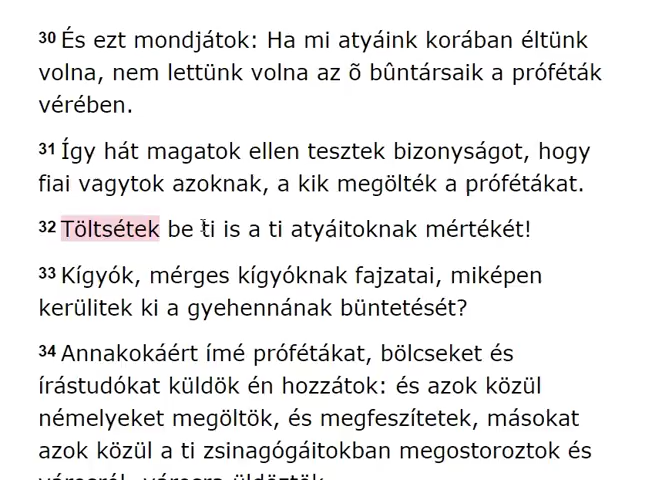 30 És ezt mondjátok: Ha mi atyáink korában éltünk
volna, nem lettünk volna az õ bûntársaik a próféták
vérében.
31 Így hát magatok ellen tesztek bizonyságot, hogy
fiai vagytok azoknak, a kik megölték a prófétákat.
32 Töltsétek be ti is a ti atyáitoknak mértékét!
33 Kígyók, mérges kígyóknak fajzatai, miképen
kerülitek ki a gyehennának büntetését?
34 Annakokáért ímé prófétákat, bölcseket és
írástudókat küldök én hozzátok: és azok közül
némelyeket megöltök, és megfeszítetek, másokat
azok közül a ti zsinagógáitokban megostoroztok és
városról- városra üldöztök